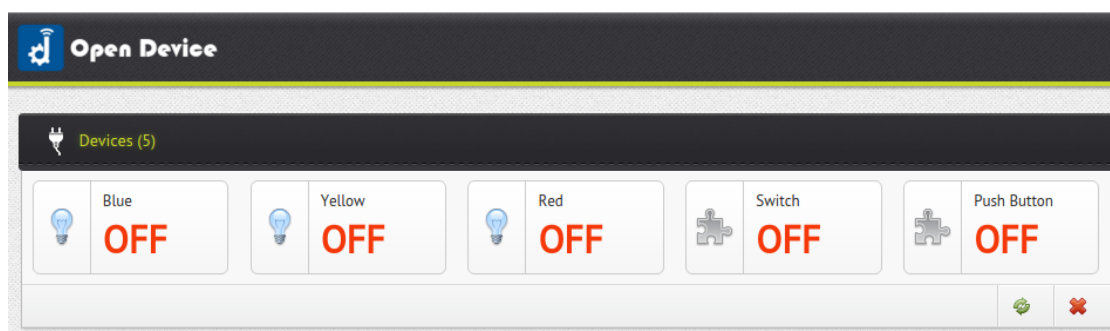 Open Device
Devices (5)
Blue
OFF
Yellow
OFF
Red
OFF
Switch
OFF
Push Button
OFF